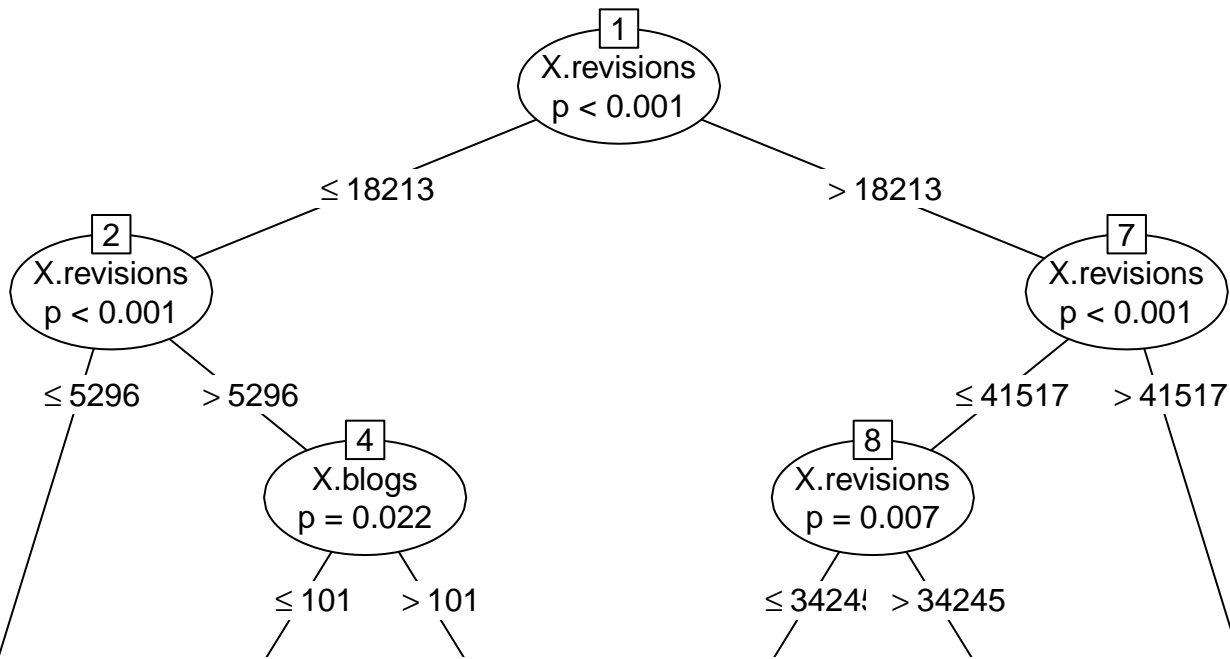 1
X.revisions
p < 0.001
≤ 18213
> 18213
2
X.revisions
p < 0.001
7
X.revisions
p < 0.001
≤ 5296
> 5296
≤ 41517
> 41517
4
X.blogs
p = 0.022
8
X.revisions
p = 0.007
≤ 101
> 101
≤ 34245
> 34245